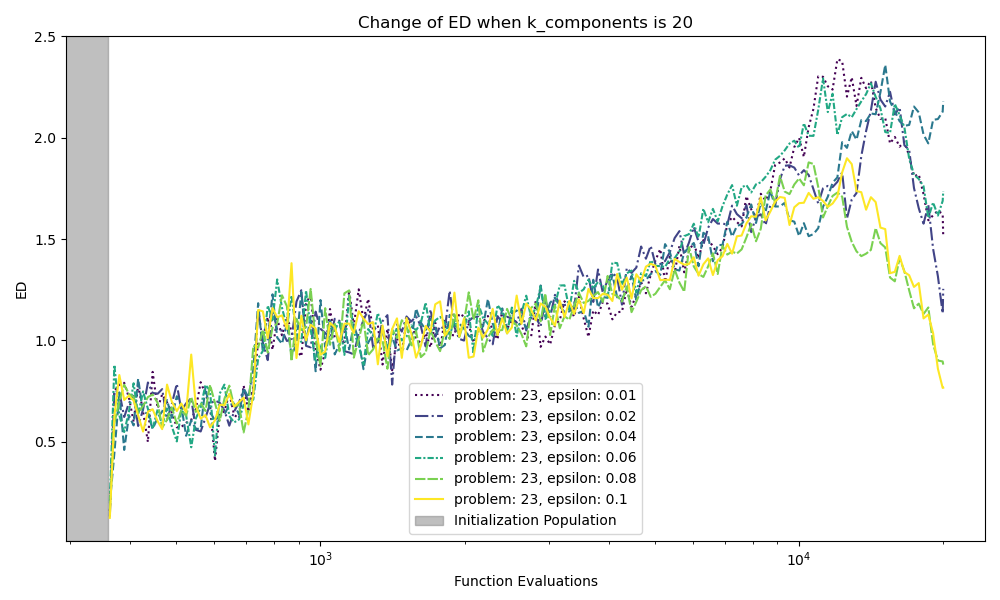 Change of ED when k_components is 20
ED
2.5
2.0
1.5
1.0
0.5
problem: 23, epsilon: 0.01
problem: 23, epsilon: 0.02
problem: 23, epsilon: 0.04
problem: 23, epsilon: 0.06
problem: 23, epsilon: 0.08
problem: 23, epsilon: 0.1
Initialization Population
10³
10⁴
Function Evaluations